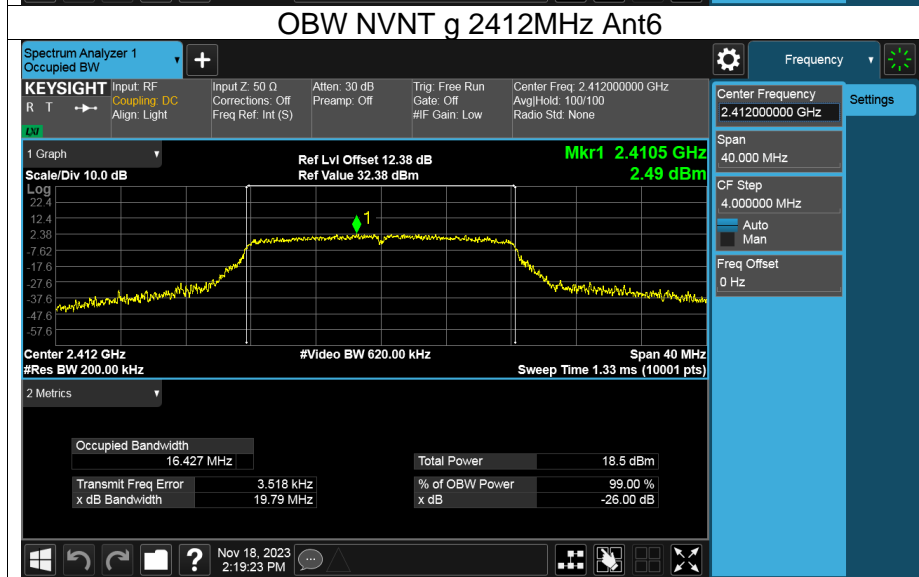 OBW NVNT g 2412MHz Ant6
Spectrum Analyzer 1
Occupied BW
+
Frequency
KEYSIGHT
R T
LXI
Input: RF
Coupling: DC
Align: Light
Input Z: 50 Ω
Corrections: Off
Freq Ref: Int (S)
Atten: 30 dB
Preamp: Off
Trig: Free Run
Gate: Off
#IF Gain: Low
Center Freq: 2.412000000 GHz
Avg|Hold: 100/100
Radio Std: None
Center Frequency
2.412000000 GHz
Settings
Span
40.000 MHz
CF Step
4.000000 MHz
Auto
Man
Freq Offset
0 Hz
1 Graph
Scale/Div 10.0 dB
Ref Lvl Offset 12.38 dB
Ref Value 32.38 dBm
Mkr1 2.4105 GHz
2.49 dBm
Log
22.4
12.4
2.38
-7.62
-17.6
-27.6
-37.6
-47.6
-57.6
1
Center 2.412 GHz
#Res BW 200.00 kHz
#Video BW 620.00 kHz
Span 40 MHz
Sweep Time 1.33 ms (10001 pts)
2 Metrics
Occupied Bandwidth
16.427 MHz
Transmit Freq Error 3.518 kHz
x dB Bandwidth 19.79 MHz
Total Power 18.5 dBm
% of OBW Power 99.00 %
x dB -26.00 dB
?
Nov 18, 2023
2:19:23 PM